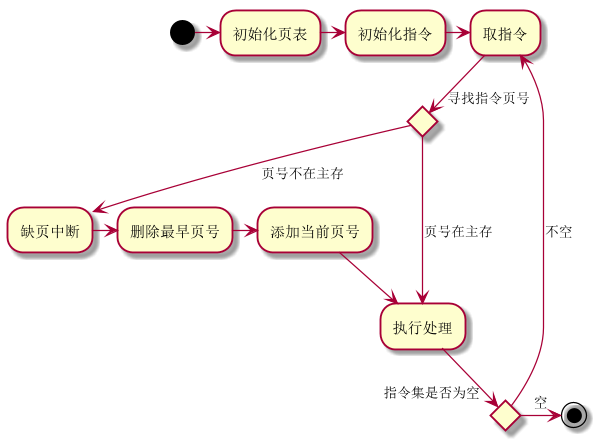 初始化页表
初始化指令
取指令
寻找指令页号
页号不在主存
缺页中断
删除最早页号
添加当前页号
页号在主存
不空
执行处理
指令集是否为空
空